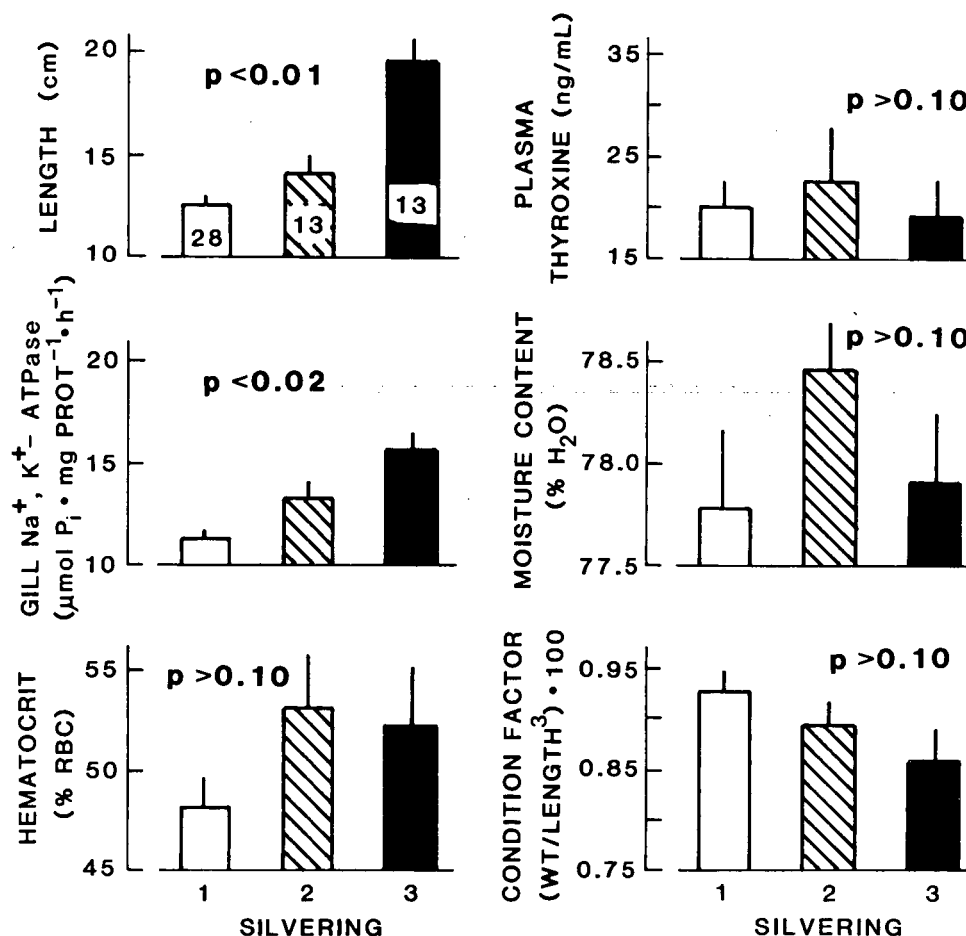 LENGTH (cm)
20
15
10
p <0.01
28
13
13
PLASMA
THYROXINE (ng/mL)
35
25
15
p >0.10
GILL Na+, K+– ATPase
(µmol Pi • mg PROT-1•h-1)
20
15
10
p <0.02
MOISTURE CONTENT
(% H2O)
78.5
78.0
77.5
p >0.10
HEMATOCRIT
(% RBC)
55
50
45
p >0.10
1 2 3
SILVERING
CONDITION FACTOR
(WT/LENGTH3) • 100
0.95
0.85
0.75
p >0.10
1 2 3
SILVERING